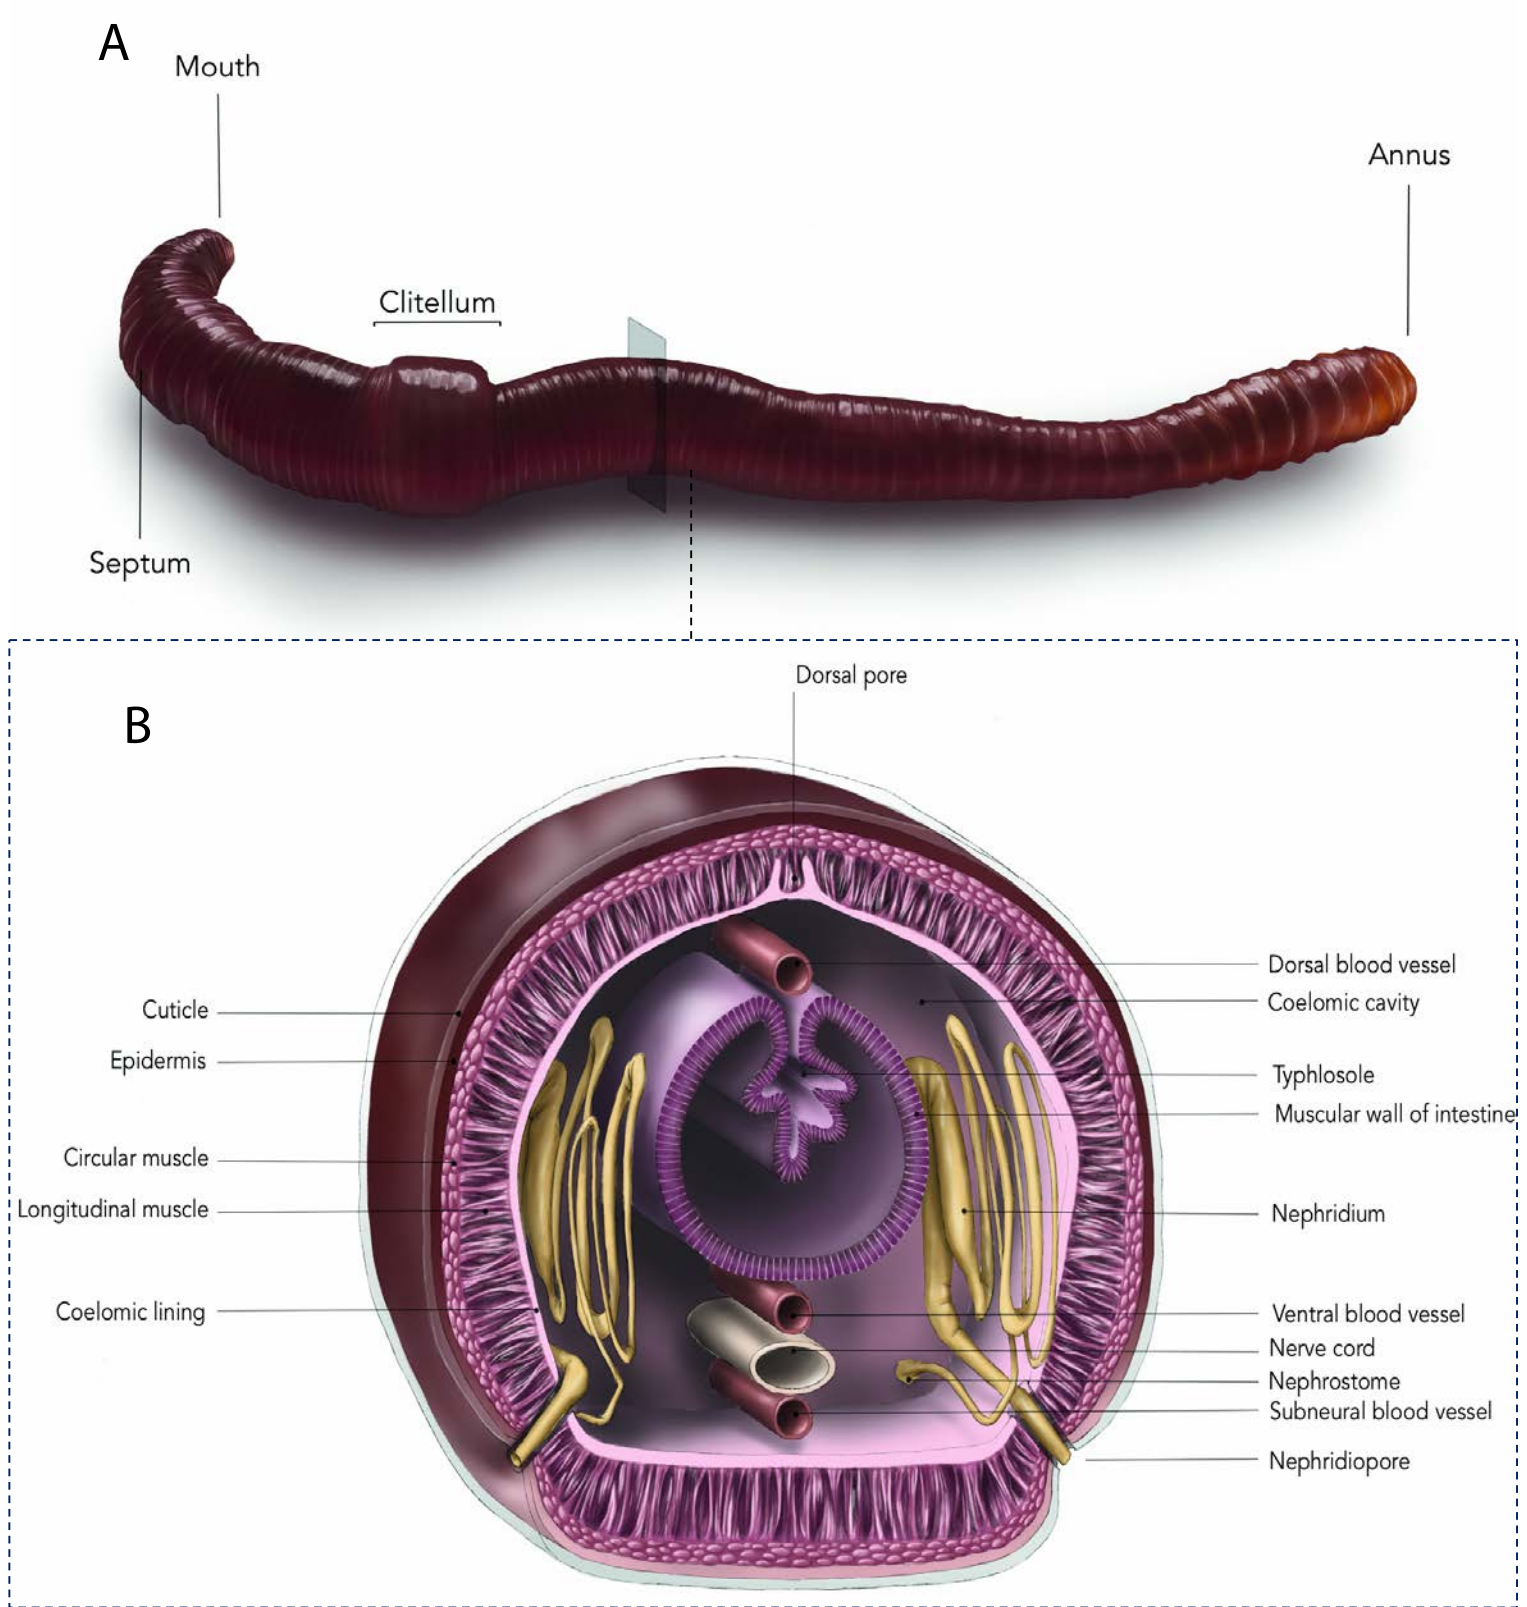 A
Mouth
Annus
Clitellum
Septum
Dorsal pore
B
Dorsal blood vessel
Coelomic cavity
Cuticle
Epidermis
Typhlosole
Muscular wall of intestine
Circular muscle
Longitudinal muscle
Nephridium
Coelomic lining
Ventral blood vessel
Nerve cord
Nephrostome
Subneural blood vessel
Nephridiopore